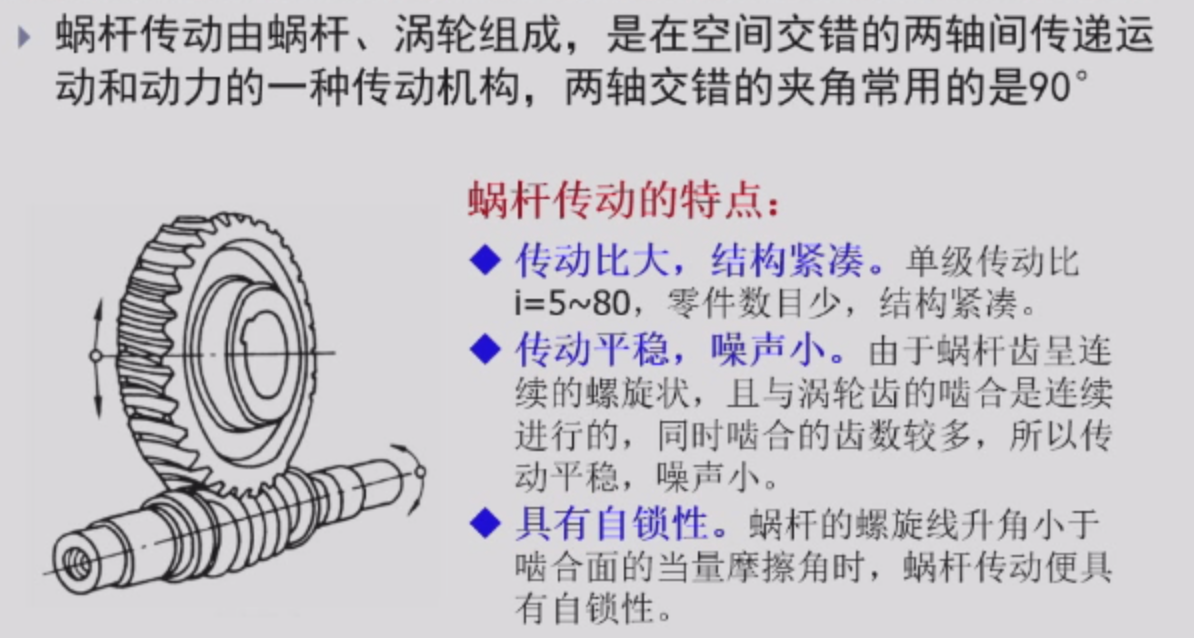 蜗杆传动由蜗杆、涡轮组成，是在空间交错的两轴间传递运
动和动力的一种传动机构，两轴交错的夹角常用的是90°
蜗杆传动的特点：
传动比大，结构紧凑。单级传动比
i=5~80，零件数目少，结构紧凑。
传动平稳，噪声小。由于蜗杆齿呈连
续的螺旋状，且与涡轮齿的啮合是连续
进行的，同时啮合的齿数较多，所以传
动平稳，噪声小。
具有自锁性。蜗杆的螺旋线升角小于
啮合面的当量摩擦角时，蜗杆传动便具
有自锁性。